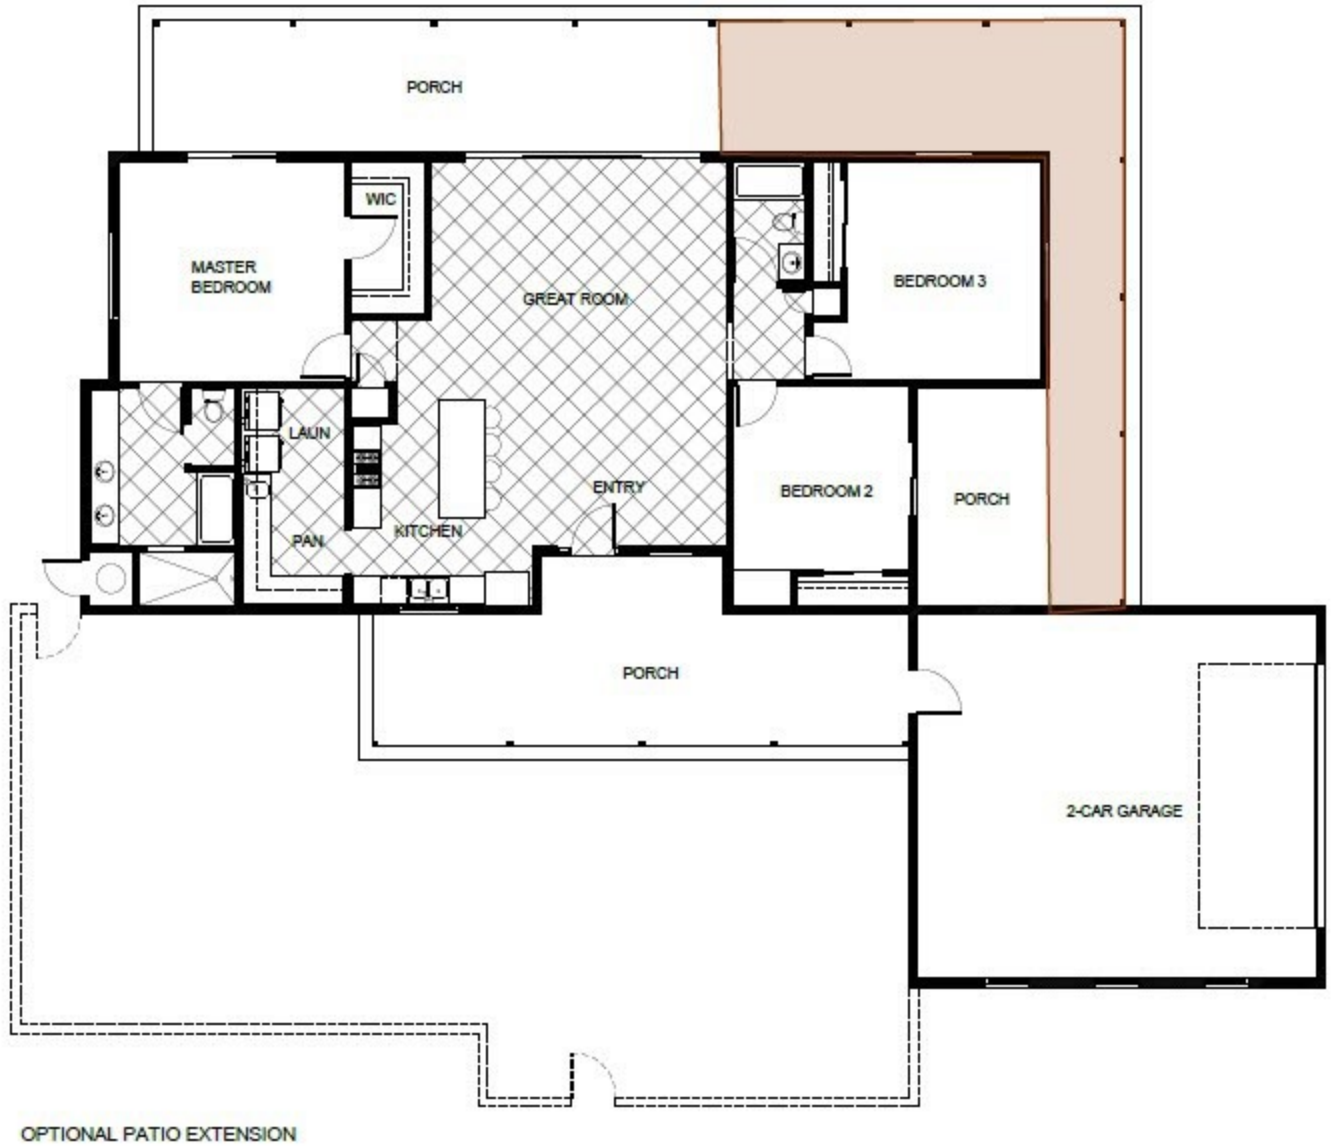 PORCH
WIC
MASTER
BEDROOM
BEDROOM 3
GREAT ROOM
LAUN
ENTRY
BEDROOM 2
PORCH
KITCHEN
PAN
PORCH
2-CAR GARAGE
OPTIONAL PATIO EXTENSION